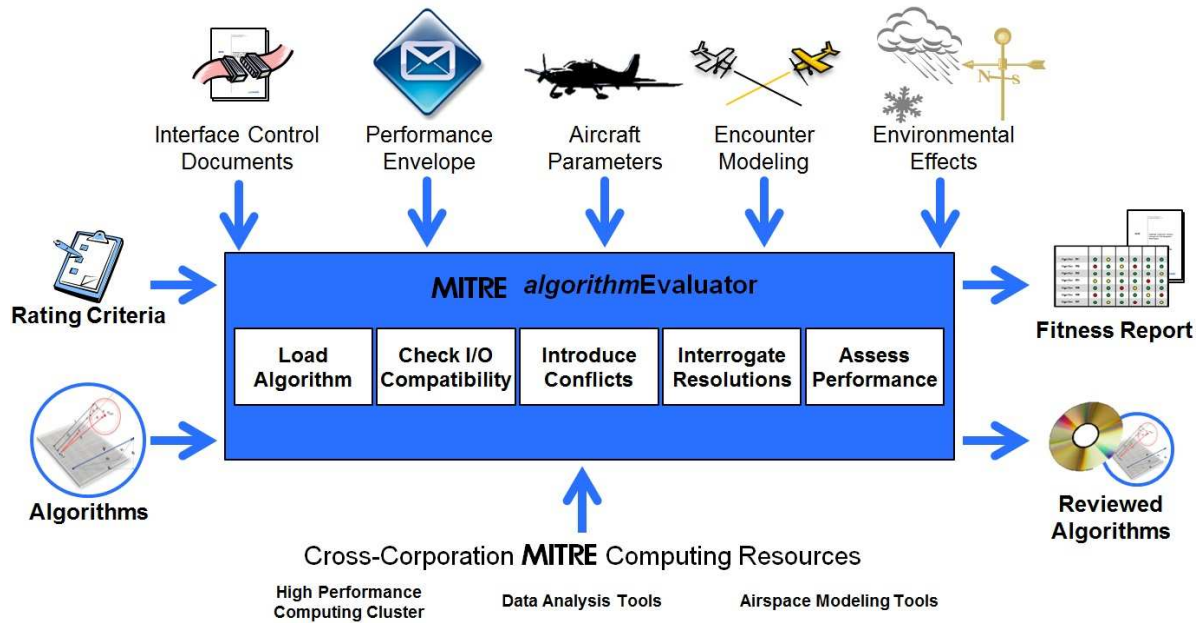 Interface Control
Documents
Performance
Envelope
Aircraft
Parameters
Encounter
Modeling
N S
Environmental
Effects
Rating Criteria
Algorithms
MITRE algorithmEvaluator
Load
Algorithm
Check I/O
Compatibility
Introduce
Conflicts
Interrogate
Resolutions
Assess
Performance
Fitness Report
Reviewed
Algorithms
Cross-Corporation MITRE Computing Resources
High Performance
Computing Cluster
Data Analysis Tools
Airspace Modeling Tools